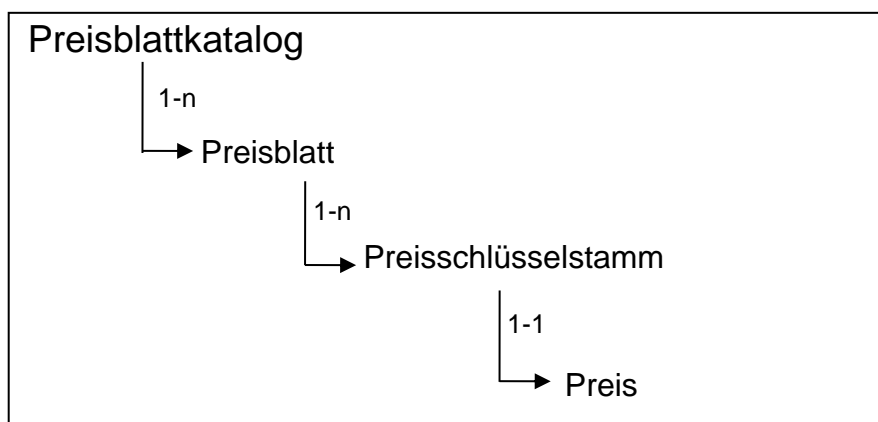 Preisblattkatalog
1-n
Preisblatt
1-n
Preisschlüsselstamm
1-1
Preis